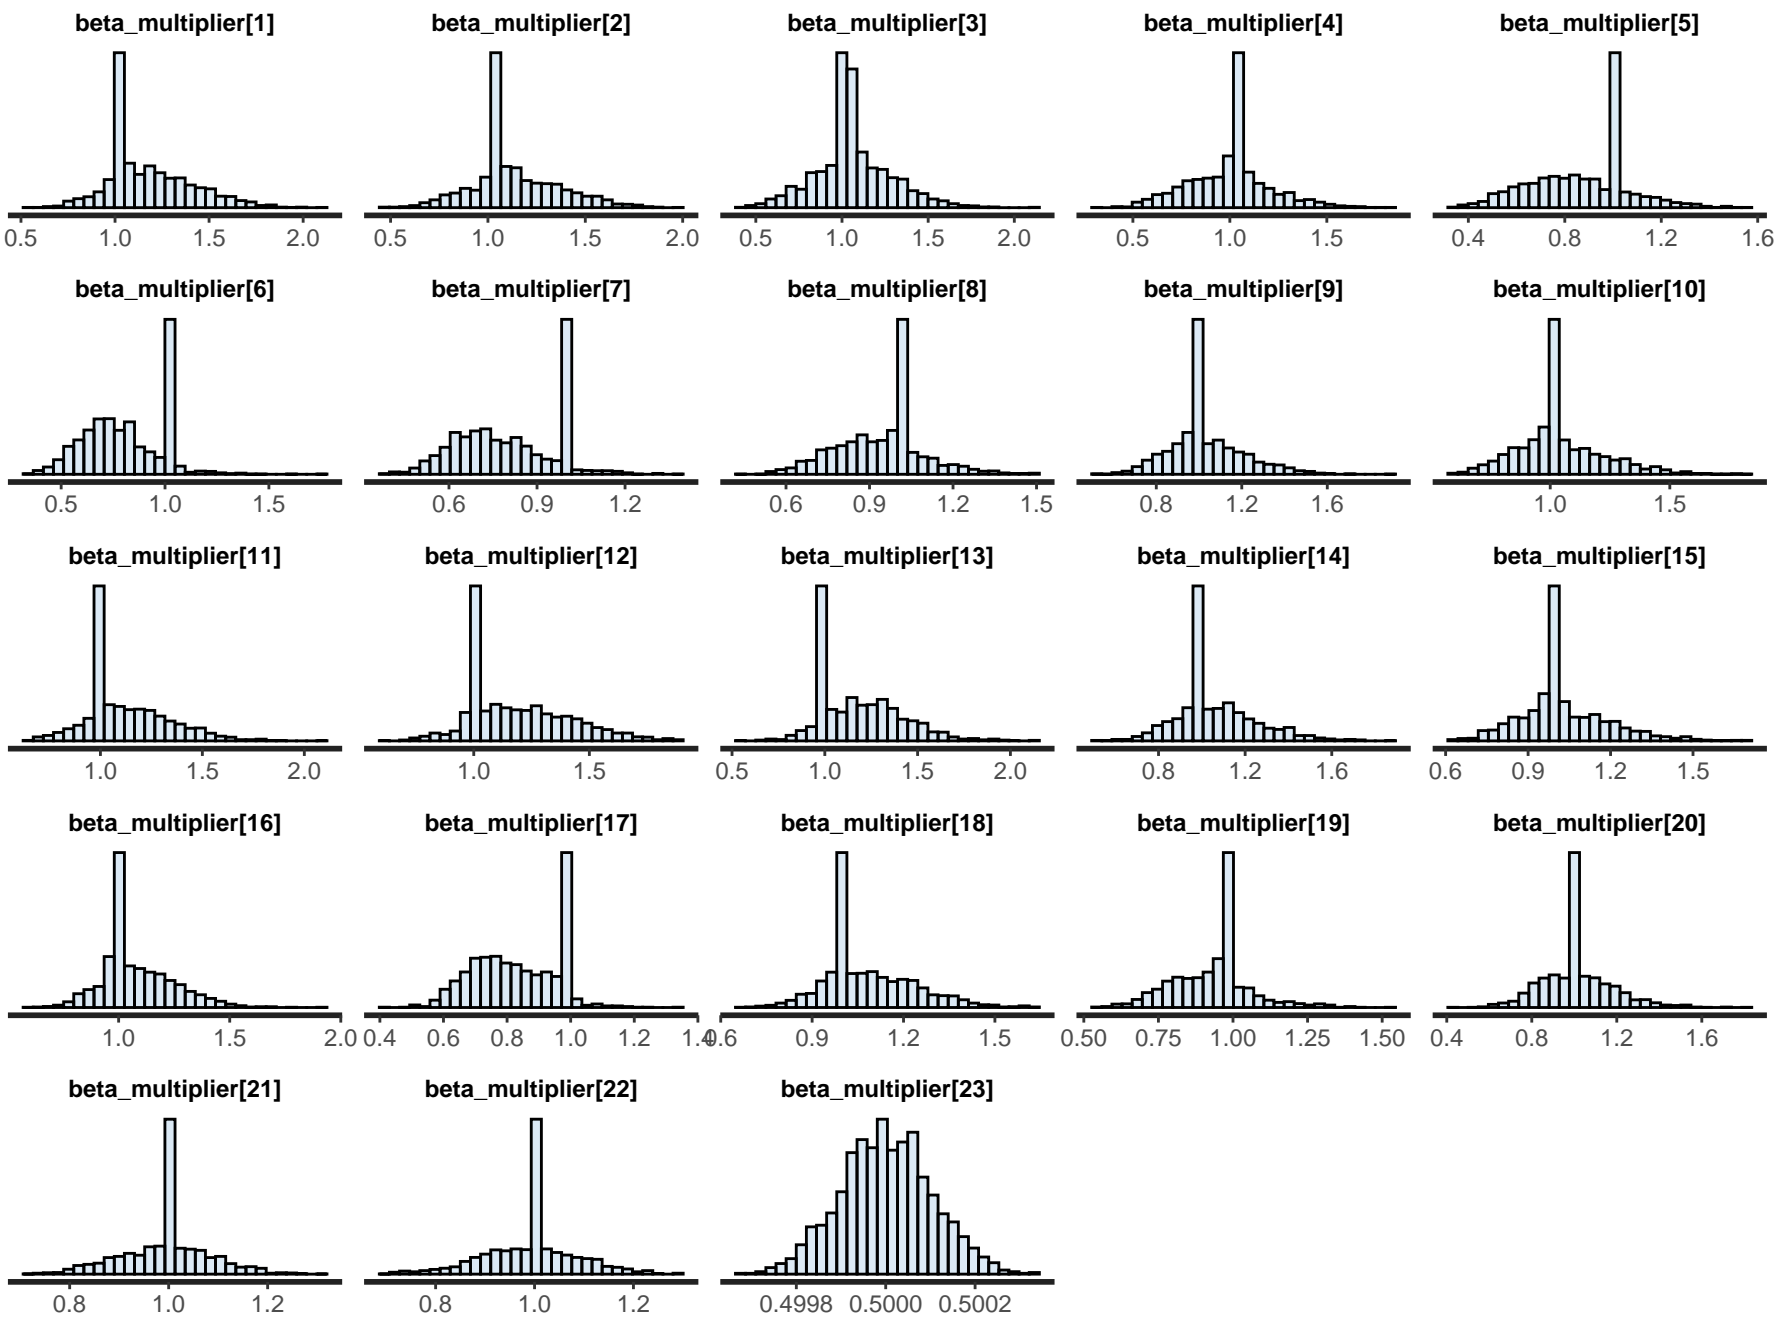 beta_multiplier[1] beta_multiplier[2] beta_multiplier[3] beta_multiplier[4] beta_multiplier[5]
0.5 1.0 1.5 2.0 0.5 1.0 1.5 2.0 0.5 1.0 1.5 2.0 0.5 1.0 1.5 0.4 0.8 1.2 1.6
beta_multiplier[6] beta_multiplier[7] beta_multiplier[8] beta_multiplier[9] beta_multiplier[10]
0.5 1.0 1.5 0.6 0.9 1.2 0.6 0.9 1.2 1.5 0.8 1.2 1.6 1.0 1.5
beta_multiplier[11] beta_multiplier[12] beta_multiplier[13] beta_multiplier[14] beta_multiplier[15]
1.0 1.5 2.0 1.0 1.5 0.5 1.0 1.5 2.0 0.8 1.2 1.6 0.6 0.9 1.2 1.5
beta_multiplier[16] beta_multiplier[17] beta_multiplier[18] beta_multiplier[19] beta_multiplier[20]
1.0 1.5 2.0 0.4 0.6 0.8 1.0 1.2 1.4 0.6 0.9 1.2 1.5 0.50 0.75 1.00 1.25 1.50 0.4 0.8 1.2 1.6
beta_multiplier[21] beta_multiplier[22] beta_multiplier[23]
0.8 1.0 1.2 0.8 1.0 1.2 0.4998 0.5000 0.5002